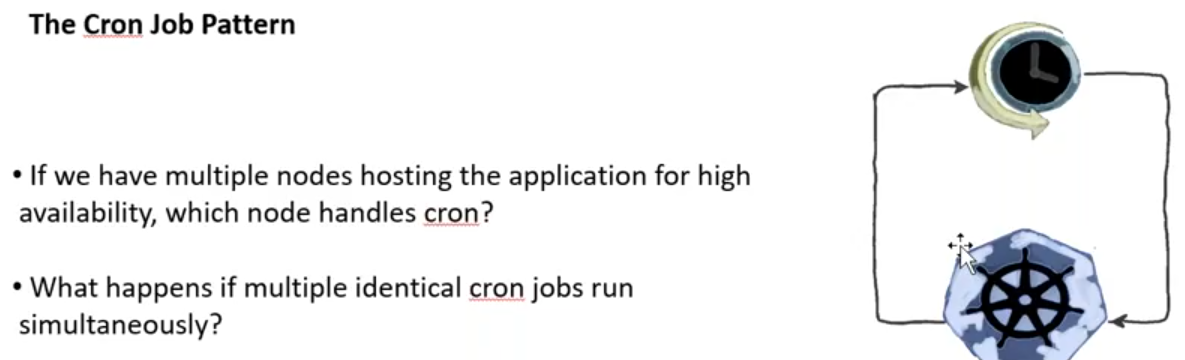 The Cron Job Pattern
• If we have multiple nodes hosting the application for high
availability, which node handles cron?
• What happens if multiple identical cron jobs run
simultaneously?